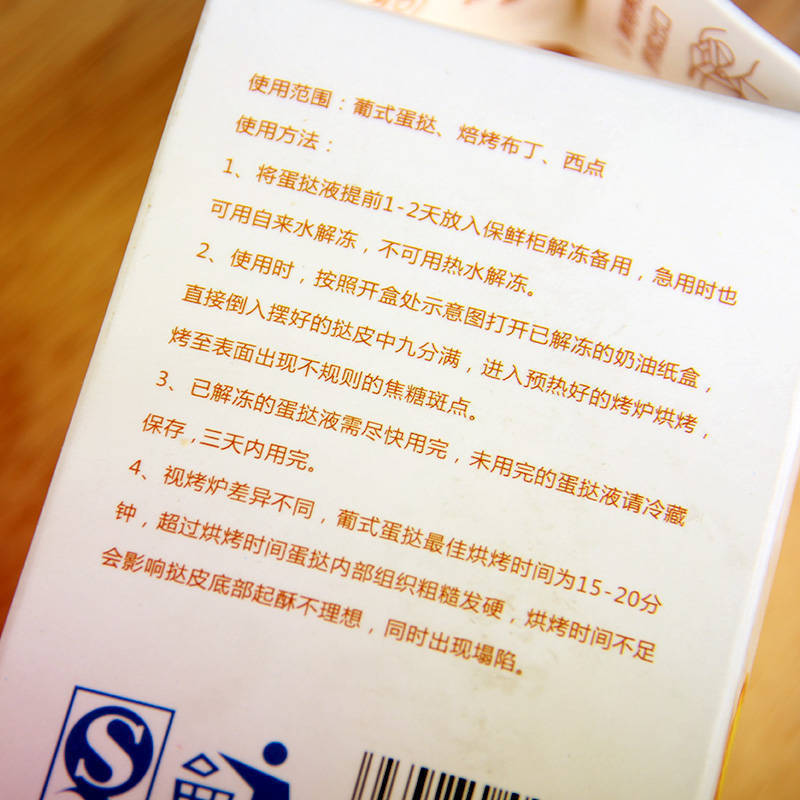 使用范围：葡式蛋挞、焙烤布丁、西点
使用方法：
1、将蛋挞液提前1-2天放入保鲜柜解冻备用，急用时也
可用自来水解冻，不可用热水解冻。
2、使用时，按照开盒处示意图打开已解冻的奶油纸盒，
直接倒入摆好的挞皮中九分满，进入预热好的烤炉烘烤，
烤至表面出现不规则的焦糖斑点。
3、已解冻的蛋挞液需尽快用完，未用完的蛋挞液请冷藏
保存，三天内用完。
4、视烤炉差异不同，葡式蛋挞最佳烘烤时间为15-20分
钟，超过烘烤时间蛋挞内部组织粗糙发硬，烘烤时间不足
会影响挞皮底部起酥不理想，同时出现塌陷。